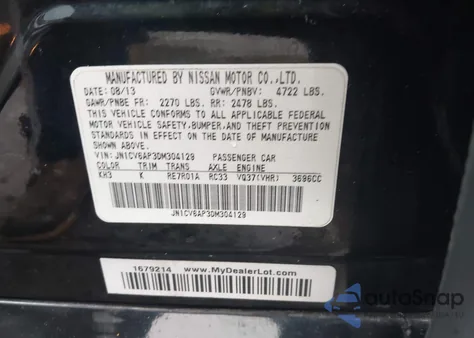 MANUFACTURED BY NISSAN MOTOR CO., LTD.
DATE: 08/13 GVWR/PNBV: 4722 LBS.
GAWR/PNBE FR: 2270 LBS. RR: 2478 LBS.
THIS VEHICLE CONFORMS TO ALL APPLICABLE FEDERAL
MOTOR VEHICLE SAFETY, BUMPER, AND THEFT PREVENTION
STANDARDS IN EFFECT ON THE DATE OF MANUFACTURE
SHOWN ABOVE.
VIN: JN1CV6AP3DM304129 PASSENGER CAR
COLOR TRIM TRANS AXLE ENGINE
KH3 K RE7R01A RC33 VQ37(VHR) 3696CC
JN1CV6AP3DM304129
1679214 www.MyDealerLot.com
autoSnap